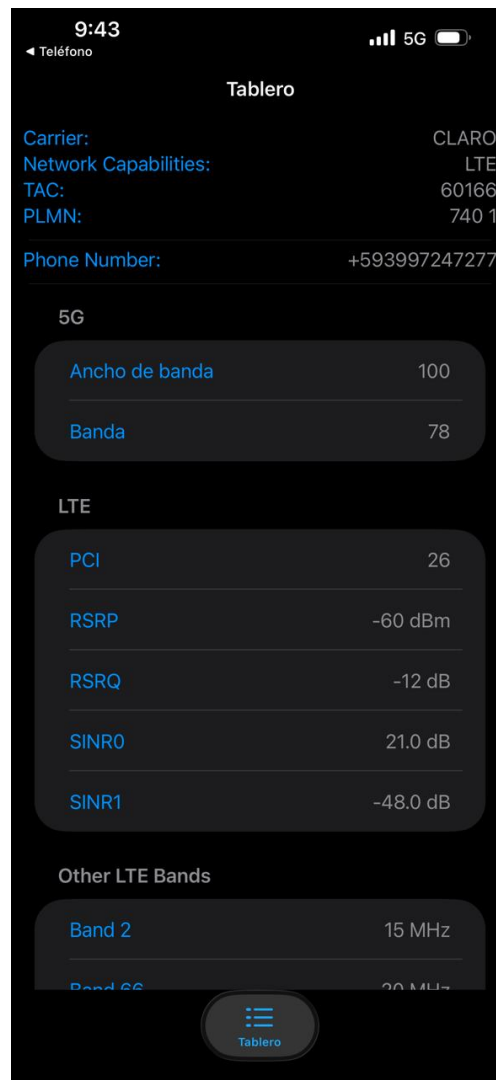 9:43
5G
◀ Teléfono
Tablero
Carrier: CLARO
Network Capabilities: LTE
TAC: 60166
PLMN: 740 1
Phone Number: +593997247277
5G
Ancho de banda 100
Banda 78
LTE
PCI 26
RSRP -60 dBm
RSRQ -12 dB
SINR0 21.0 dB
SINR1 -48.0 dB
Other LTE Bands
Band 2 15 MHz
Band 66 20 MHz
Tablero